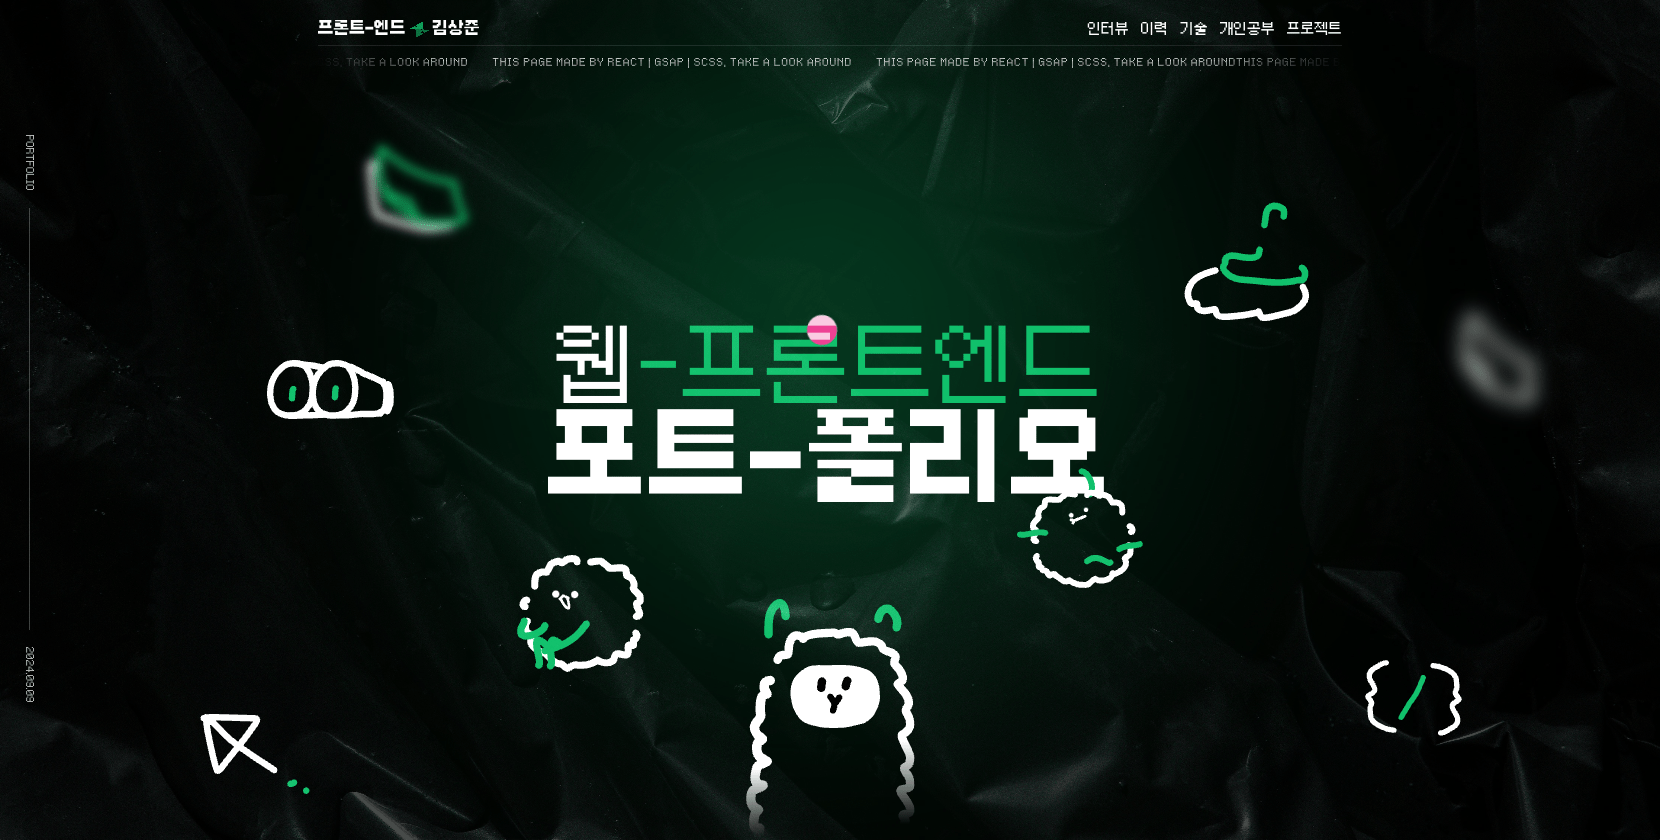 프론트-엔드 김상준
인터뷰 이력 기술 개인공부 프로젝트
SS, TAKE A LOOK AROUND THIS PAGE MADE BY REACT | GSAP | SCSS, TAKE A LOOK AROUND THIS PAGE MADE BY REACT | GSAP | SCSS, TAKE A LOOK AROUNDTHIS PAGE MADE
PORTFOLIO
2024.09.09
웹-프론트엔드
포트-폴리오